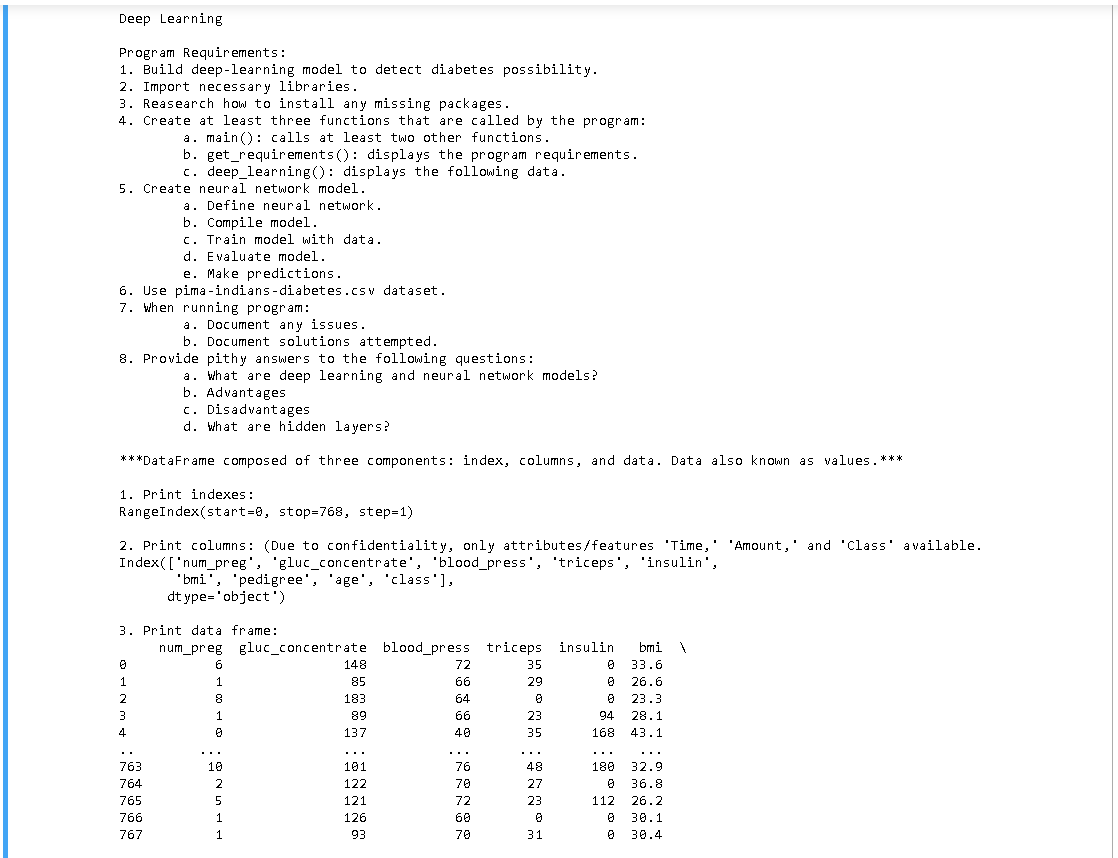 Deep Learning
Program Requirements:
1. Build deep-learning model to detect diabetes possibility.
2. Import necessary libraries.
3. Reasearch how to install any missing packages.
4. Create at least three functions that are called by the program:
a. main(): calls at least two other functions.
b. get_requirements(): displays the program requirements.
c. deep_learning(): displays the following data.
5. Create neural network model.
a. Define neural network.
b. Compile model.
c. Train model with data.
d. Evaluate model.
e. Make predictions.
6. Use pima-indians-diabetes.csv dataset.
7. When running program:
a. Document any issues.
b. Document solutions attempted.
8. Provide pithy answers to the following questions:
a. What are deep learning and neural network models?
b. Advantages
c. Disadvantages
d. What are hidden layers?
***DataFrame composed of three components: index, columns, and data. Data also known as values.***
1. Print indexes:
RangeIndex(start=0, stop=768, step=1)
2. Print columns: (Due to confidentiality, only attributes/features 'Time,' 'Amount,' and 'Class' available.
Index(['num_preg', 'gluc_concentrate', 'blood_press', 'triceps', 'insulin',
'bmi', 'pedigree', 'age', 'class'],
dtype='object')
3. Print data frame:
num_preg gluc_concentrate blood_press triceps insulin bmi \
0 6 148 72 35 0 33.6
1 1 85 66 29 0 26.6
2 8 183 64 0 0 23.3
3 1 89 66 23 94 28.1
4 0 137 40 35 168 43.1
.. ... ... ... ... ... ...
763 10 101 76 48 180 32.9
764 2 122 70 27 0 36.8
765 5 121 72 23 112 26.2
766 1 126 60 0 0 30.1
767 1 93 70 31 0 30.4